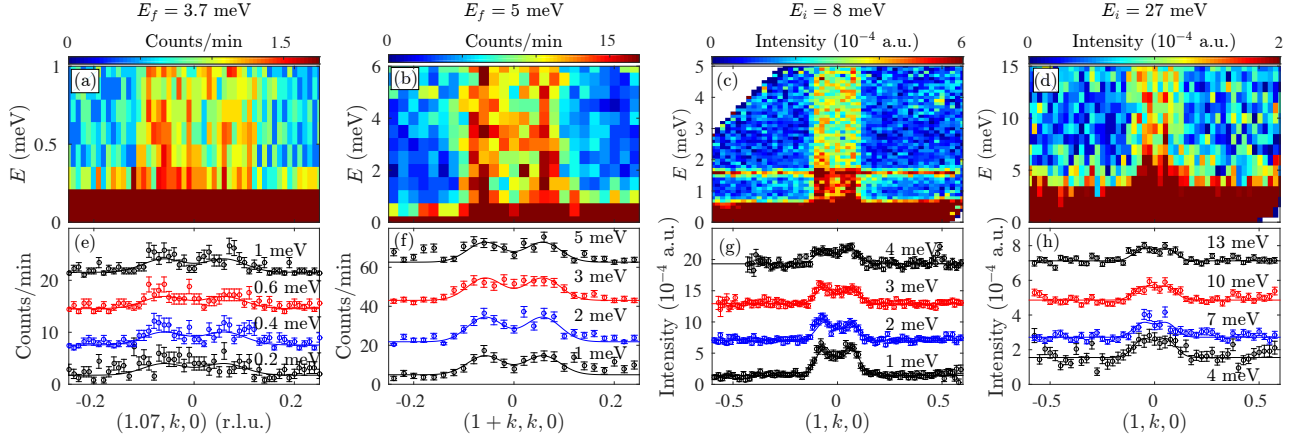 E_f = 3.7 meV
E_f = 5 meV
E_i = 8 meV
E_i = 27 meV
0 Counts/min 1.5
0 Counts/min 15
0 Intensity (10^{-4} a.u.) 6
0 Intensity (10^{-4} a.u.) 2
(a)
E (meV)
1
0.5
0
(b)
E (meV)
6
4
2
0
(c)
E (meV)
5
4
3
2
1
0
(d)
E (meV)
15
10
5
0
(e)
Counts/min
20
10
0
1 meV
0.6 meV
0.4 meV
0.2 meV
-0.2 0 0.2
(1.07, k, 0) (r.l.u.)
(f)
Counts/min
60
40
20
0
5 meV
3 meV
2 meV
1 meV
-0.2 0 0.2
(1 + k, k, 0)
(g)
Intensity (10^{-4} a.u.)
20
15
10
5
0
4 meV
3 meV
2 meV
1 meV
-0.5 0 0.5
(1, k, 0)
(h)
Intensity (10^{-4} a.u.)
8
6
4
2
0
13 meV
10 meV
7 meV
4 meV
-0.5 0 0.5
(1, k, 0)